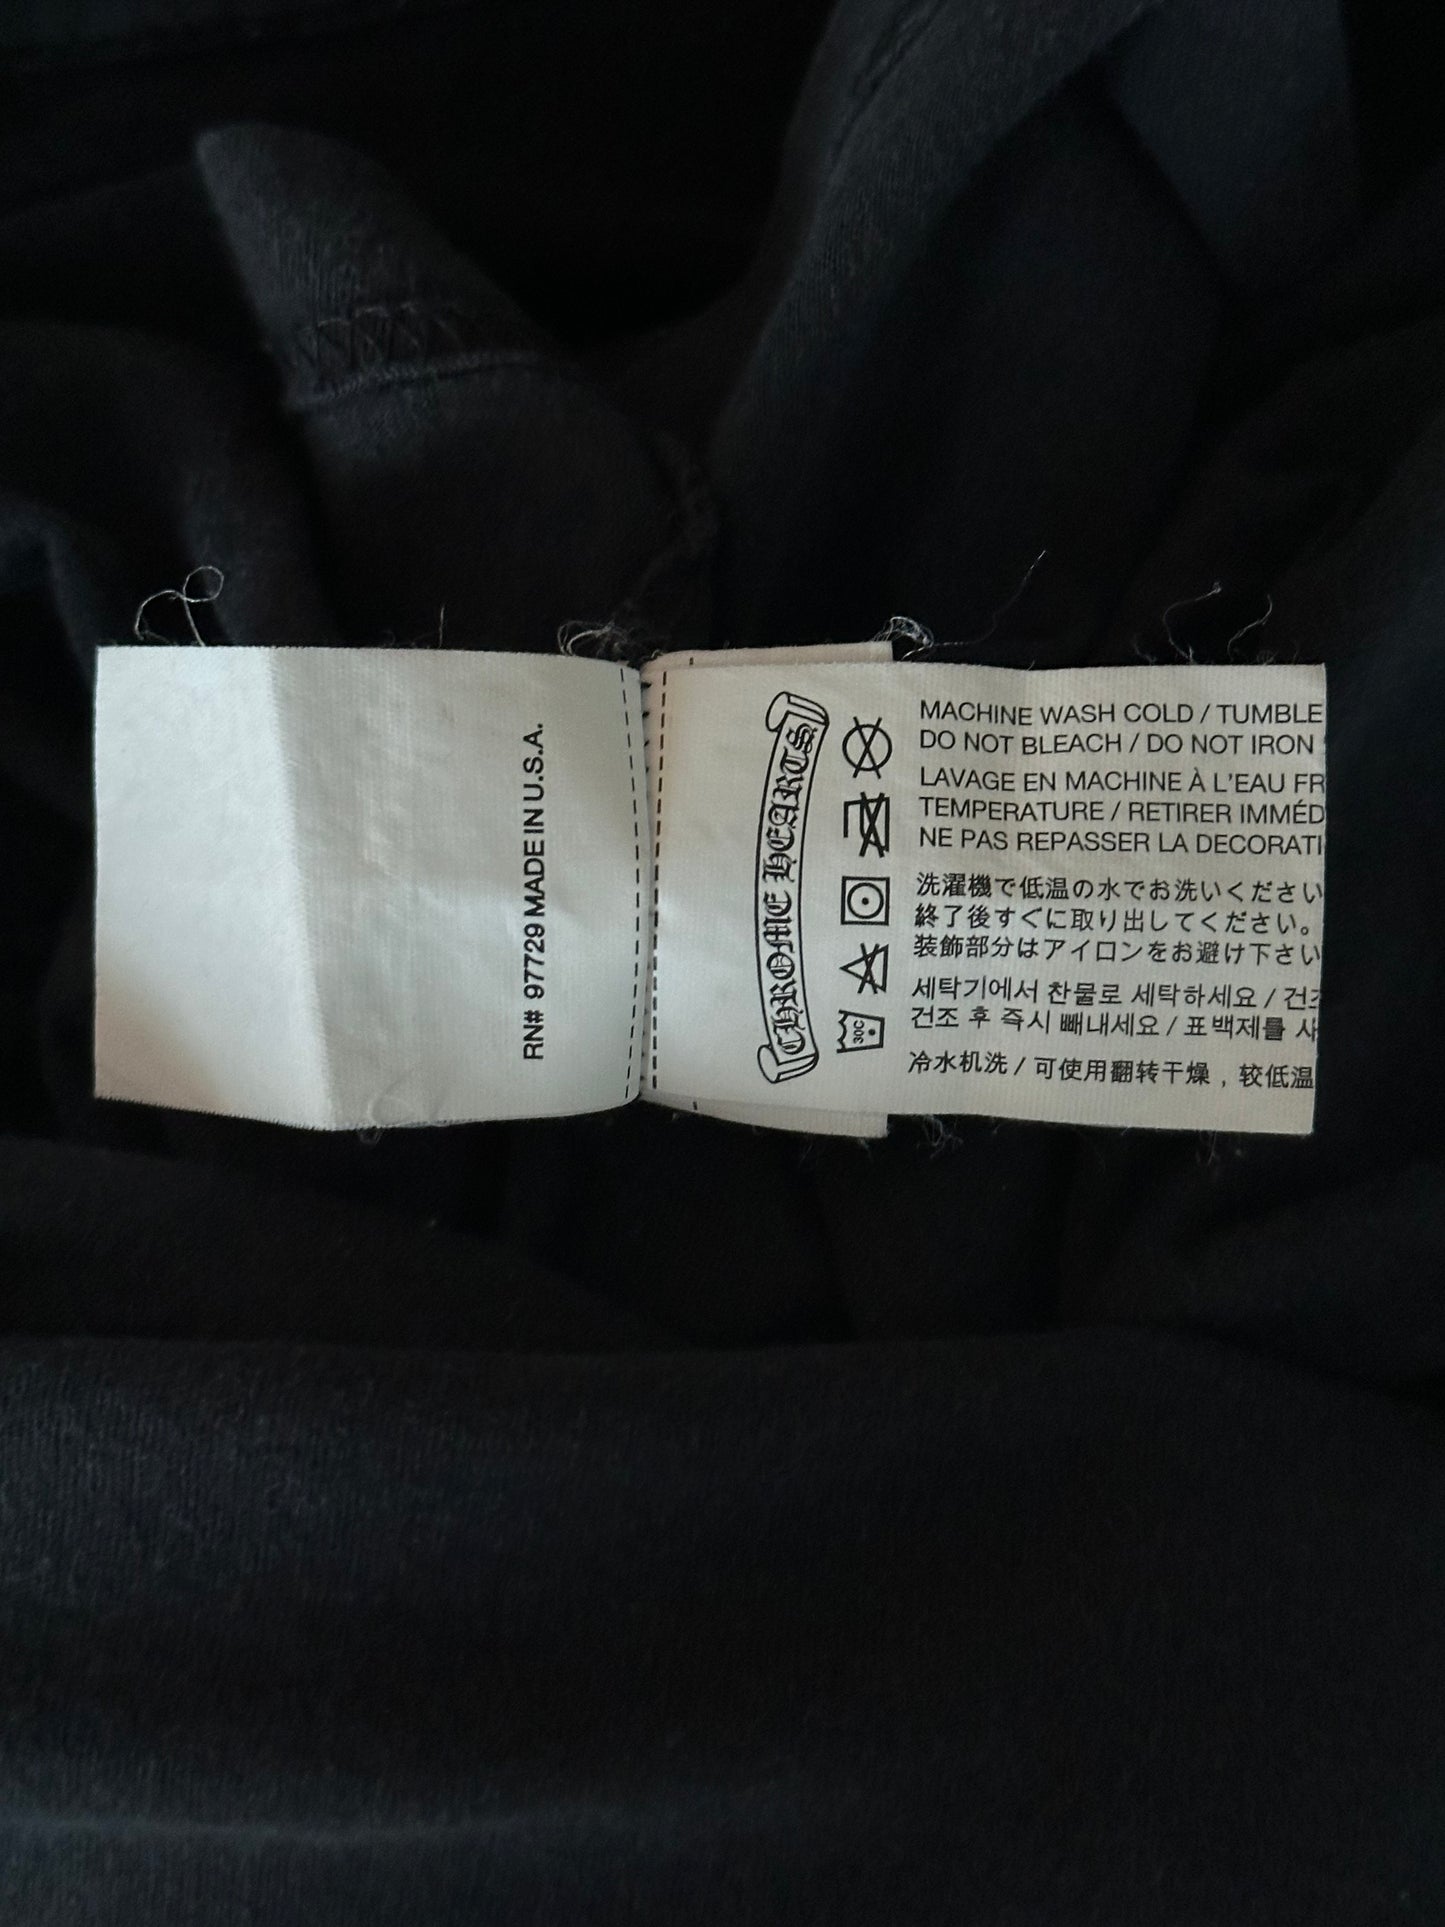 RN# 97729 MADE IN U.S.A.
CHROME HEARTS
30C
MACHINE WASH COLD / TUMBLE
DO NOT BLEACH / DO NOT IRON
LAVAGE EN MACHINE À L'EAU FR
TEMPERATURE / RETIRER IMMÉD
NE PAS REPASSER LA DECORATI
洗濯機で低温の水でお洗いください
終了後すぐに取り出してください。
装飾部分はアイロンをお避け下さい
세탁기에서 찬물로 세탁하세요 / 건조
건조 후 즉시 빼내세요 / 표백제를 사
冷水机洗 / 可使用翻转干燥，较低温